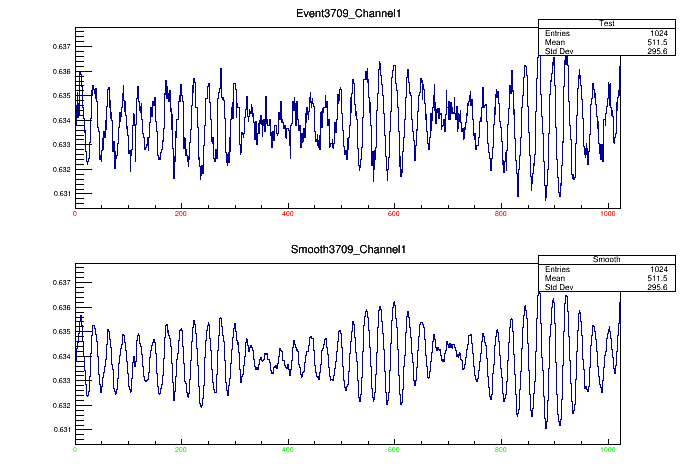 Event3709_Channel1
Test
Entries 1024
Mean 511.5
Std Dev 295.6
0.637
0.636
0.635
0.634
0.633
0.632
0.631
0 200 400 600 800 1000
Smooth3709_Channel1
Smooth
Entries 1024
Mean 511.5
Std Dev 295.6
0.637
0.636
0.635
0.634
0.633
0.632
0.631
0 200 400 600 800 1000